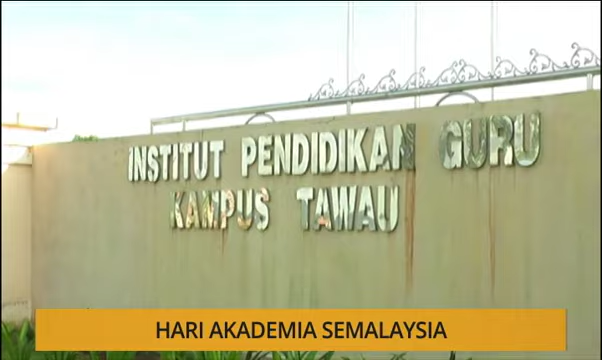 INSTITUT PENDIDIKAN GURU
KAMPUS TAWAU
HARI AKADEMIA SEMALAYSIA